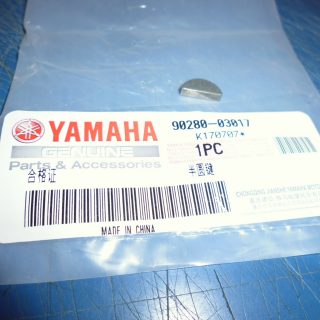 YAMAHA
90280-03017
K170707*
GENUINE
Parts & Accessories
1PC
合格证
半圆键
MADE IN CHINA